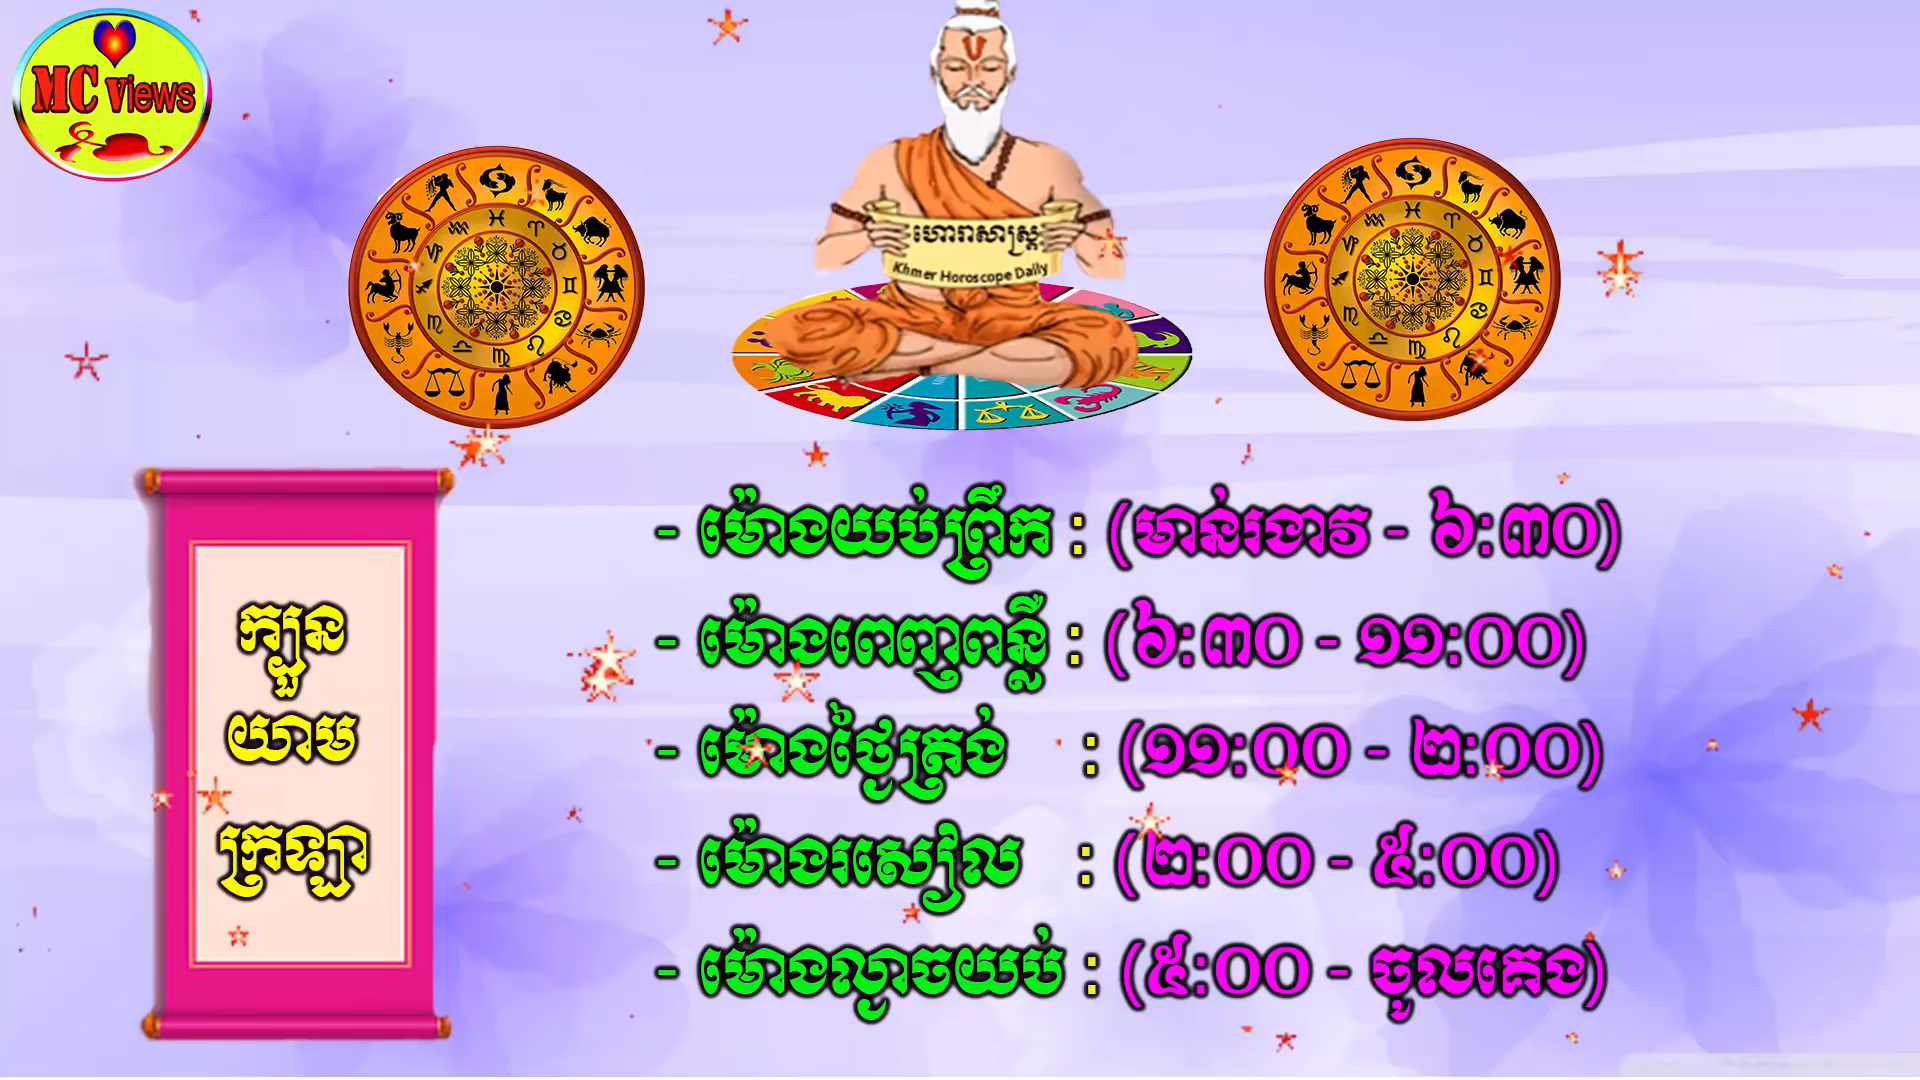 MC Views
ហោរាសាស្ត្រ
Khmer Horoscope Daily
ក្បួន
យាម
ក្រឡា
- ម៉ោងយប់ព្រឹក : (មាន់រងាវ - ៦:៣០)
- ម៉ោងពេញពន្លឺ : (៦:៣០ - ១១:០០)
- ម៉ោងថ្ងៃត្រង់ : (១១:០០ - ២:០០)
- ម៉ោងរសៀល : (២:០០ - ៥:០០)
- ម៉ោងល្ងាចយប់ : (៥:០០ - ចូលគេង)